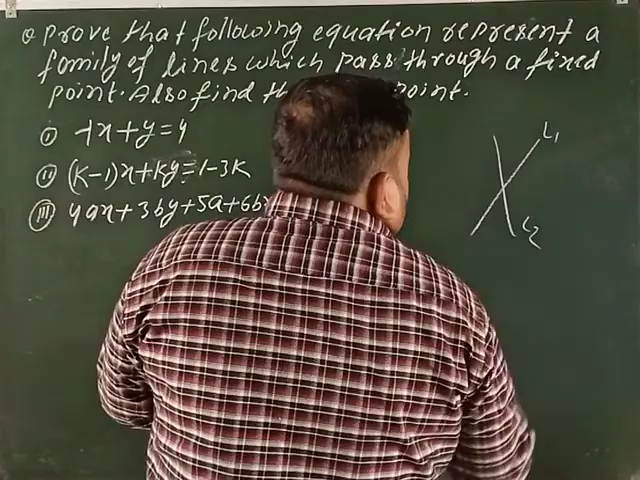 Q Prove that following equation represent a
family of lines which pass through a fixed
point. Also find point.
(I) +x+y=4
(II) (K-1)x+Ky=1-3K
(III) 4ax+3by+5a+6b
L1
L2